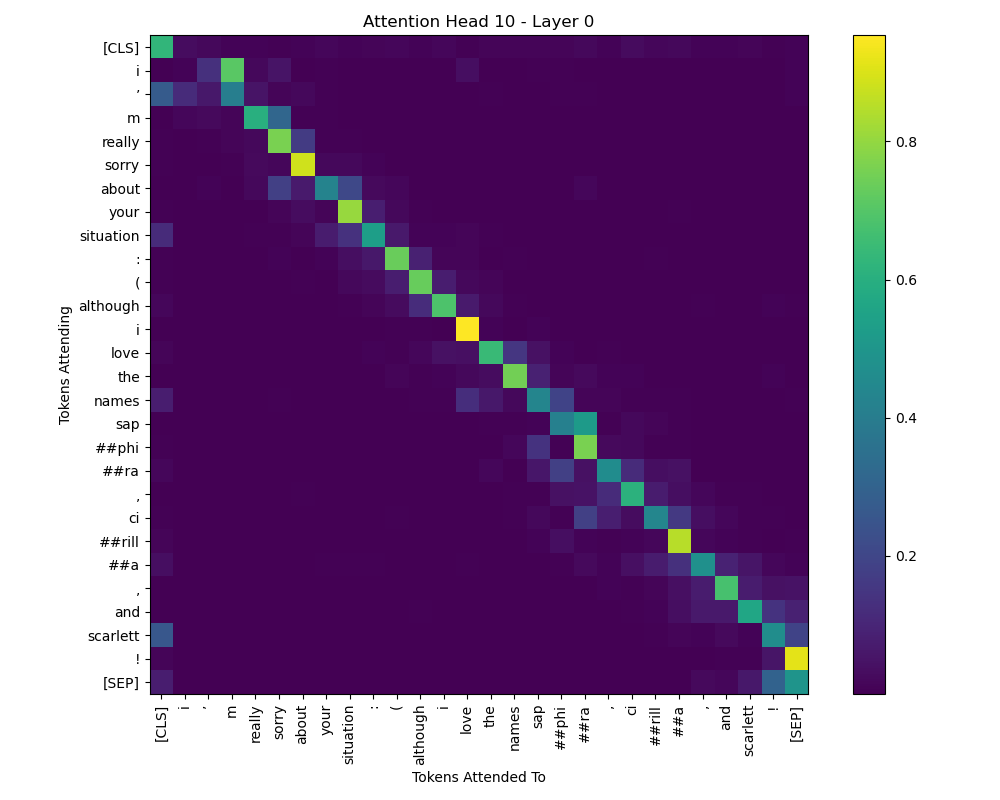 Attention Head 10 - Layer 0
[CLS]
i
’
m
really
sorry
about
your
situation
:
(
although
i
love
the
names
sap
##phi
##ra
,
ci
##rill
##a
,
and
scarlett
!
[SEP]
Tokens Attending
[CLS]
i
’
m
really
sorry
about
your
situation
:
(
although
i
love
the
names
sap
##phi
##ra
,
ci
##rill
##a
,
and
scarlett
!
[SEP]
Tokens Attended To
0.8
0.6
0.4
0.2